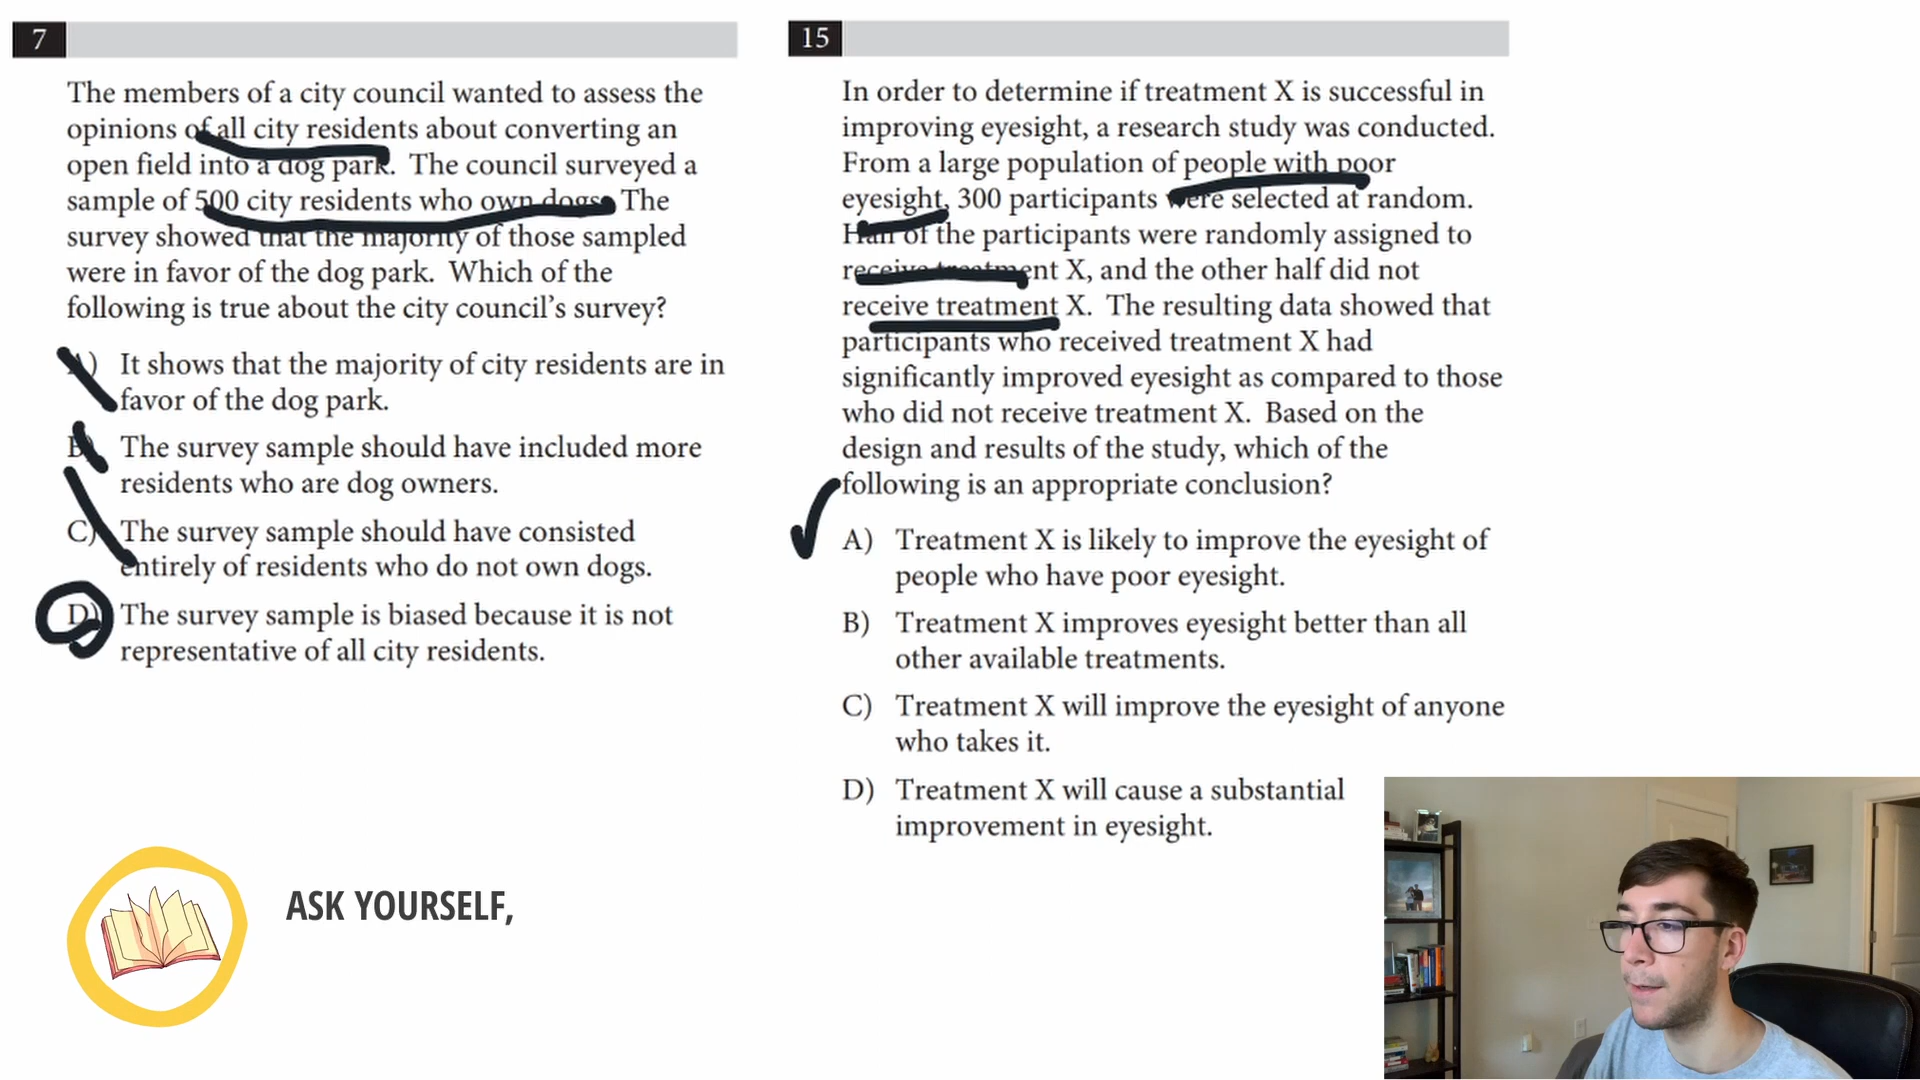 7
The members of a city council wanted to assess the
opinions of all city residents about converting an
open field into a dog park. The council surveyed a
sample of 500 city residents who own dogs. The
survey showed that the majority of those sampled
were in favor of the dog park. Which of the
following is true about the city council's survey?
A) It shows that the majority of city residents are in
favor of the dog park.
B) The survey sample should have included more
residents who are dog owners.
C) The survey sample should have consisted
entirely of residents who do not own dogs.
D) The survey sample is biased because it is not
representative of all city residents.
15
In order to determine if treatment X is successful in
improving eyesight, a research study was conducted.
From a large population of people with poor
eyesight, 300 participants were selected at random.
Half of the participants were randomly assigned to
receive treatment X, and the other half did not
receive treatment X. The resulting data showed that
participants who received treatment X had
significantly improved eyesight as compared to those
who did not receive treatment X. Based on the
design and results of the study, which of the
following is an appropriate conclusion?
A) Treatment X is likely to improve the eyesight of
people who have poor eyesight.
B) Treatment X improves eyesight better than all
other available treatments.
C) Treatment X will improve the eyesight of anyone
who takes it.
D) Treatment X will cause a substantial
improvement in eyesight.
ASK YOURSELF,